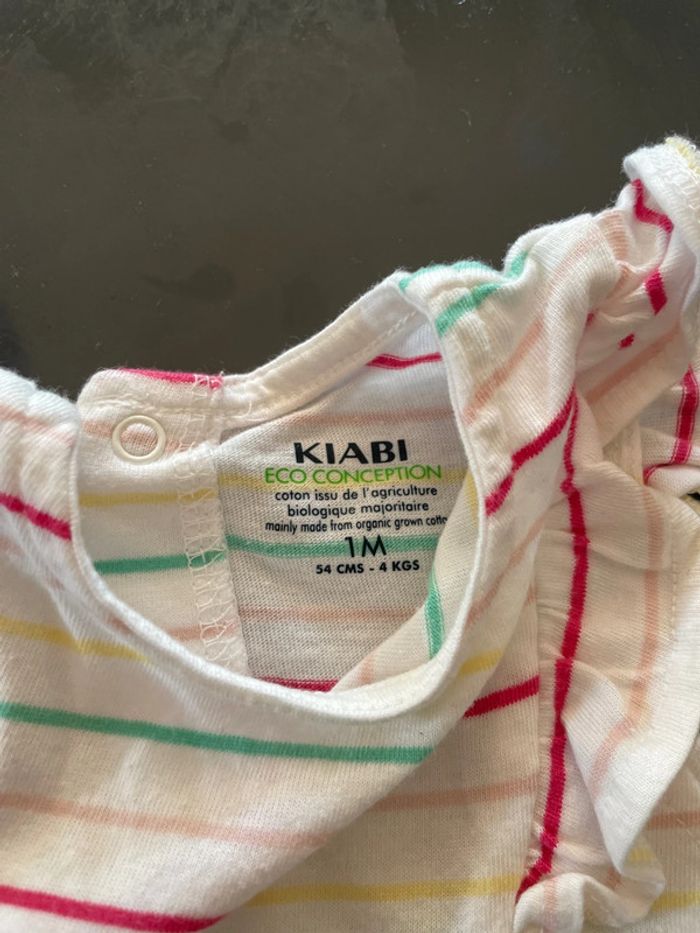 KIABI
ECO CONCEPTION
coton issu de l'agriculture
biologique majoritaire
mainly made from organic grown
1M
54 CMS - 4 KGS